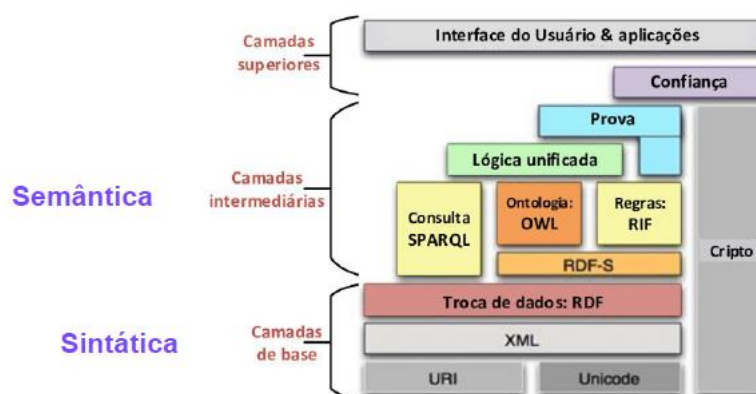 Camadas
superiores
Interface do Usuário & aplicações
Confiança
Semântica
Camadas
intermediárias
Prova
Lógica unificada
Consulta
SPARQL
Ontologia:
OWL
Regras:
RIF
RDF-S
Cripto
Sintática
Camadas
de base
Troca de dados: RDF
XML
URI
Unicode